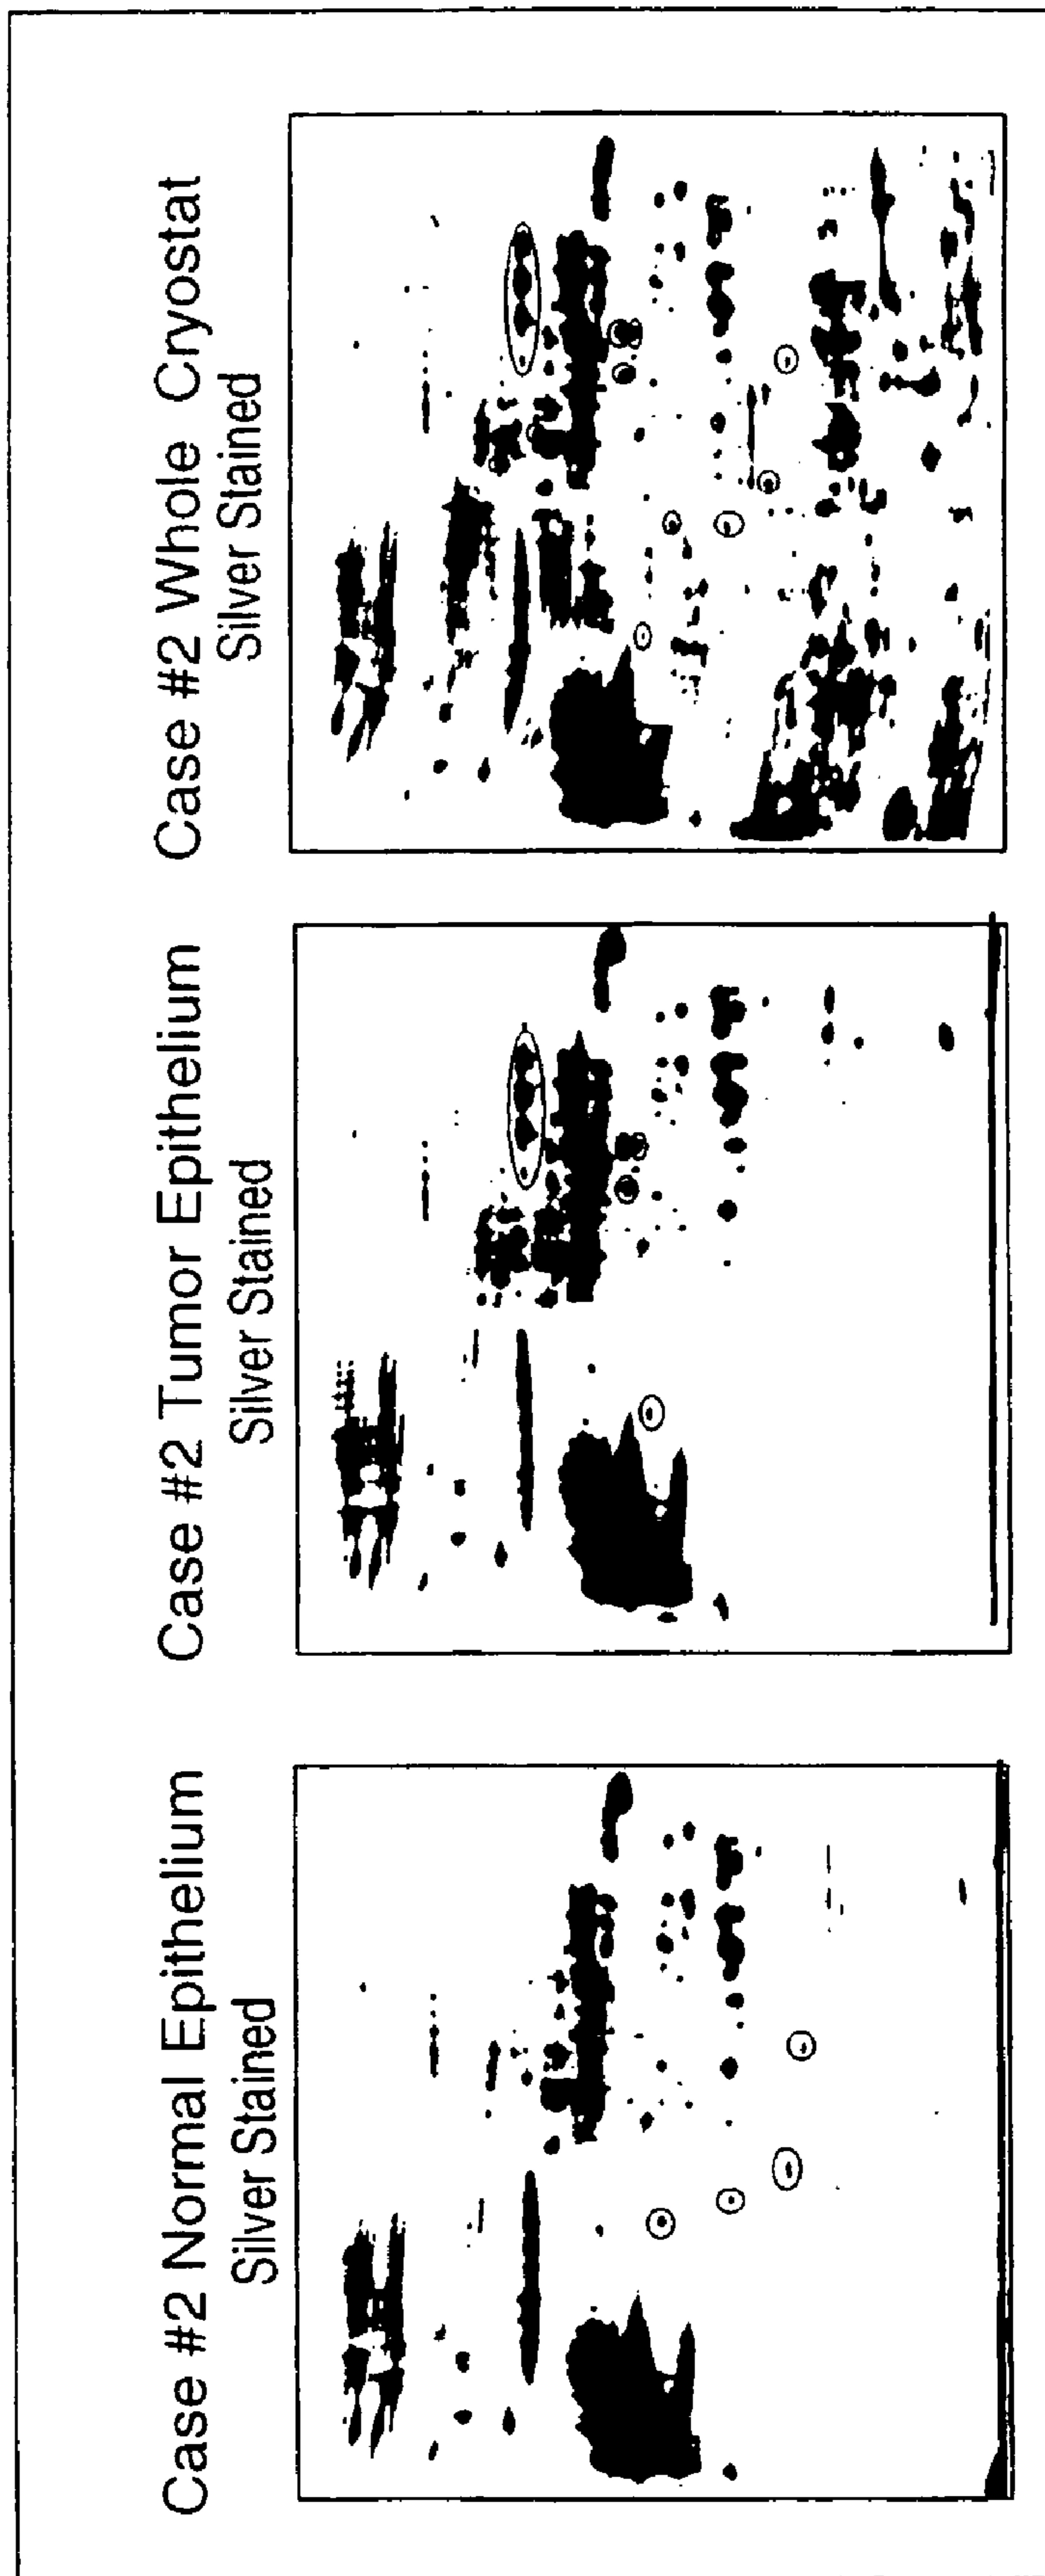 Case #2 Normal Epithelium
Silver Stained
Case #2 Tumor Epithelium
Silver Stained
Case #2 Whole Cryostat
Silver Stained